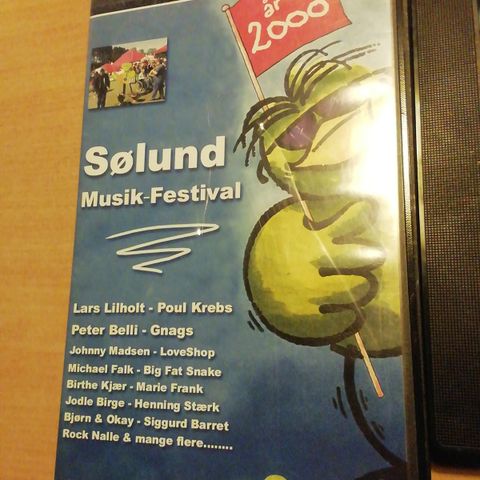 år
2000
Sølund
Musik-Festival
Lars Lilholt - Poul Krebs
Peter Belli - Gnags
Johnny Madsen - LoveShop
Michael Falk - Big Fat Snake
Birthe Kjær - Marie Frank
Jodle Birge - Henning Stærk
Bjørn & Okay - Siggurd Barret
Rock Nalle & mange flere........